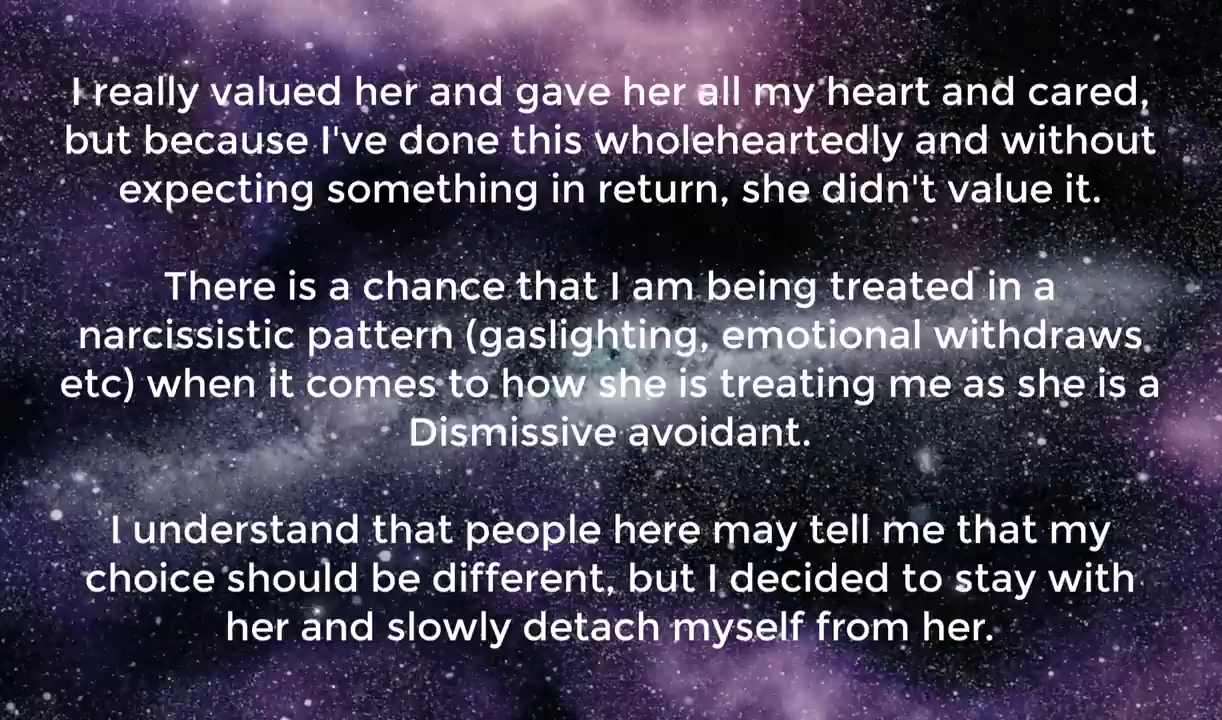 I really valued her and gave her all my heart and cared,
but because I've done this wholeheartedly and without
expecting something in return, she didn't value it.
There is a chance that I am being treated in a
narcissistic pattern (gaslighting, emotional withdraws
etc) when it comes to how she is treating me as she is a
Dismissive avoidant.
I understand that people here may tell me that my
choice should be different, but I decided to stay with
her and slowly detach myself from her.